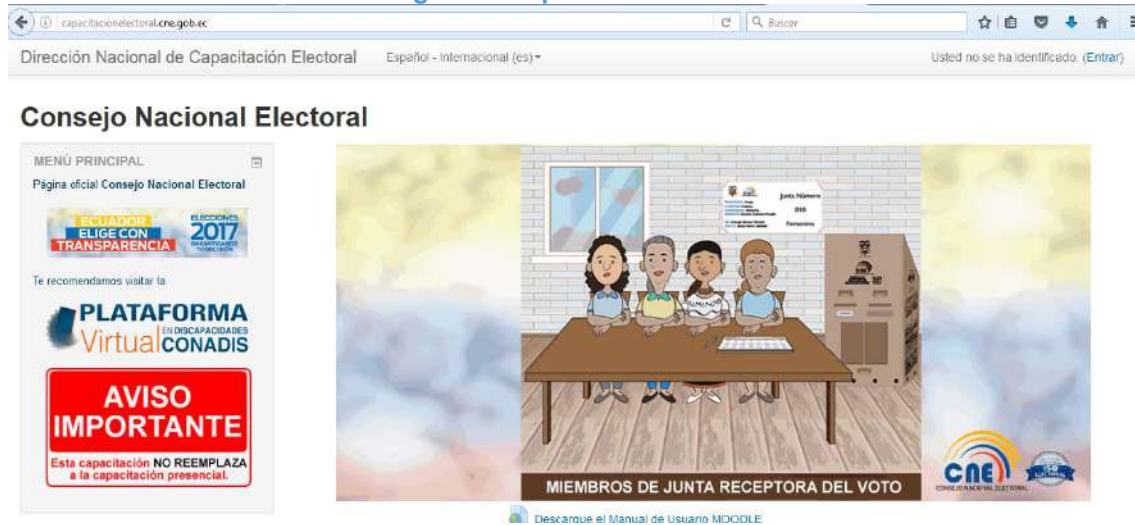 capacitacionelectoral.cne.gob.ec
Buscar
Dirección Nacional de Capacitación Electoral
Español - Internacional (es)
Usted no se ha identificado. (Entrar)
Consejo Nacional Electoral
MENÚ PRINCIPAL
Página oficial Consejo Nacional Electoral
ECUADOR
ELIGE CON
TRANSPARENCIA
ELECCIONES
2017
Te recomendamos visitar la
PLATAFORMA
Virtual EN DISCAPACIDADES
CONADIS
AVISO
IMPORTANTE
Esta capacitación NO REEMPLAZA
a la capacitación presencial.
Junta Número
Femenino
MIEMBROS DE JUNTA RECEPTORA DEL VOTO
cne
CONSEJO NACIONAL ELECTORAL
ISO
ELECTORAL
Descargue el Manual de Usuario MOODLE